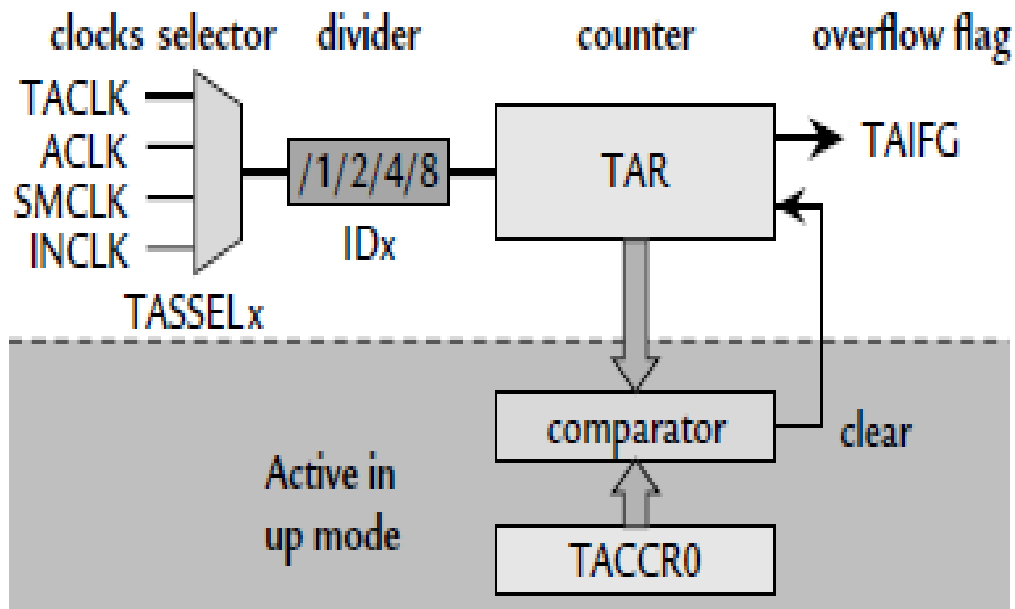 clocks selector
divider
counter
overflow flag
TACLK
ACLK
SMCLK
INCLK
TASSELx
/1/2/4/8
IDx
TAR
TAIFG
comparator
clear
Active in
up mode
TACCR0